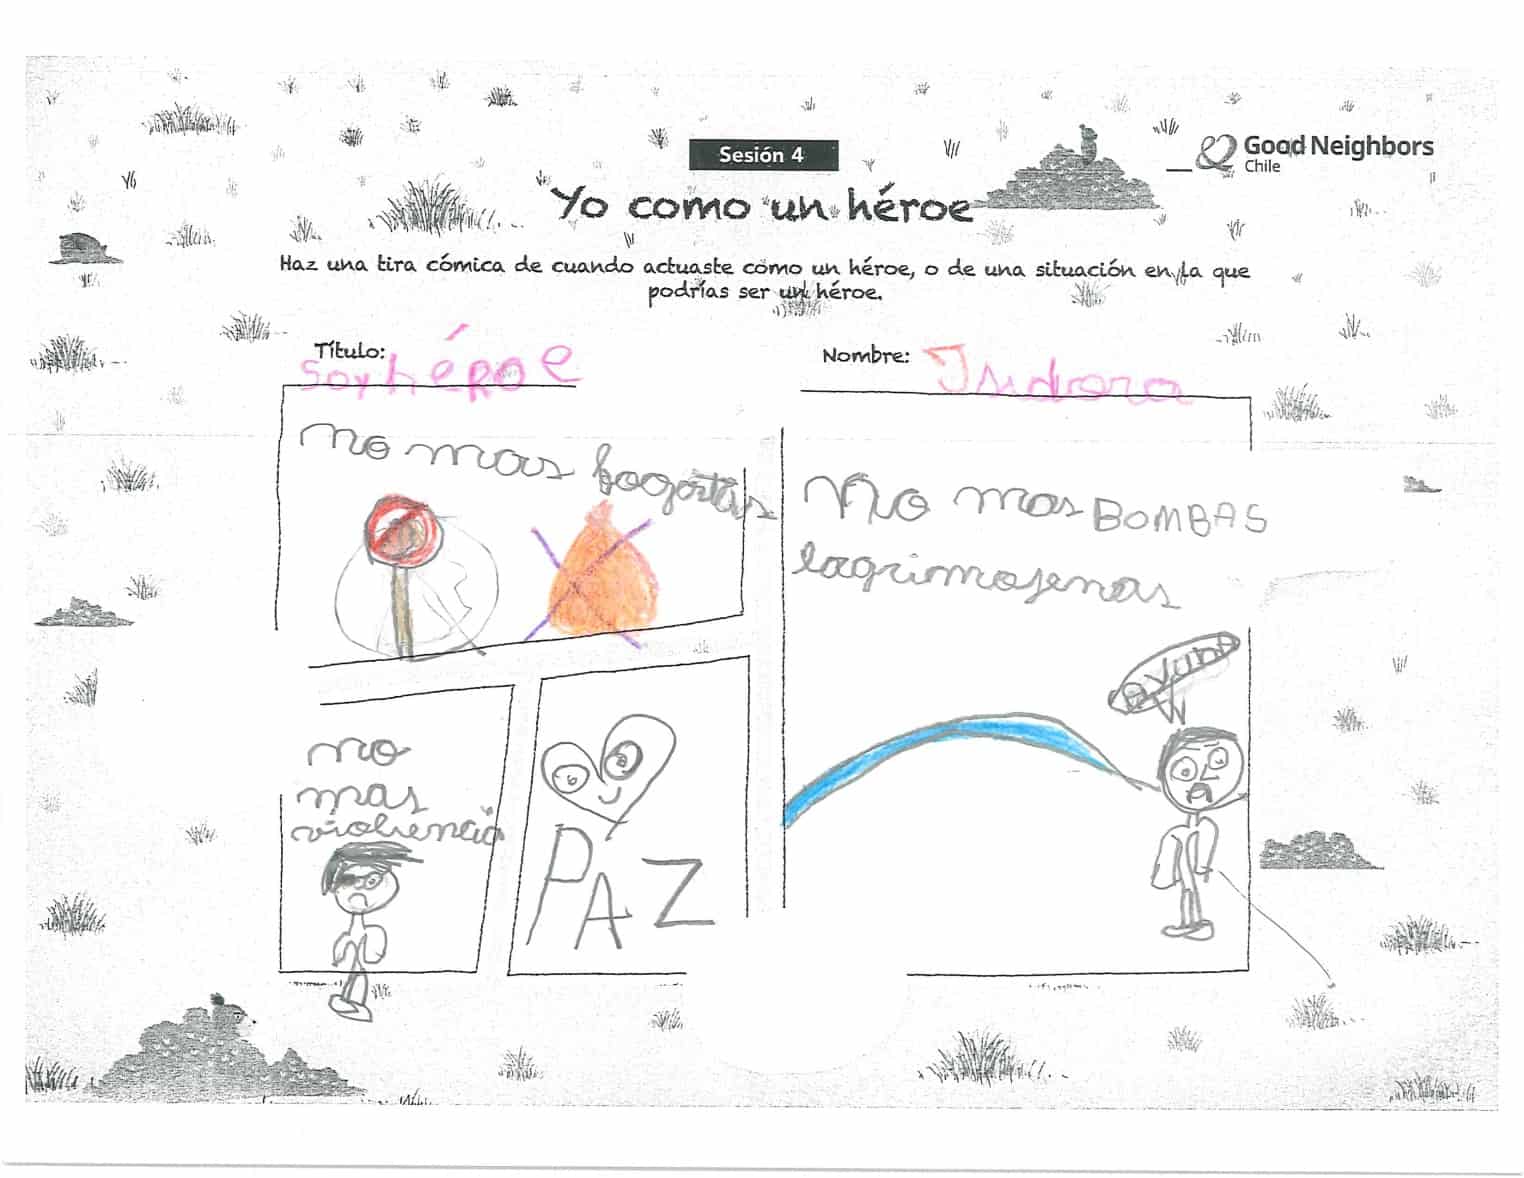 Sesión 4
Good Neighbors
Chile
Yo como un héroe
Haz una tira cómica de cuando actuaste como un héroe, o de una situación en la que
podrías ser un héroe.
Título: Soy héRoe
Nombre: Isidora
no mas fogatas
No mas BOMBAS
lagrimojenas
Ayuda
no
mas
violiencia
PAZ